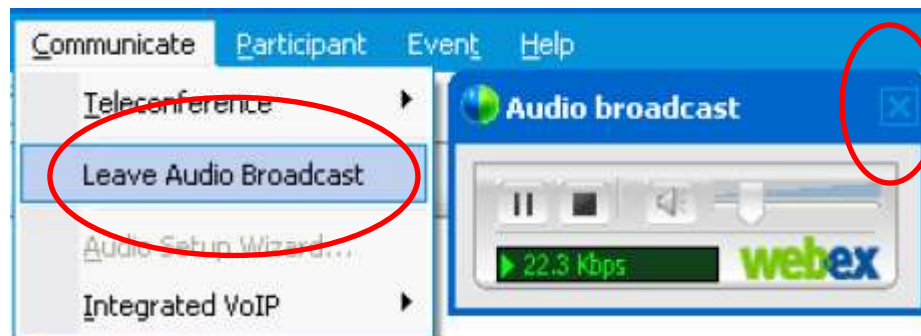 Communicate Participant Event Help
Teleconference
Audio broadcast
Leave Audio Broadcast
Audio Setup Wizard...
22.3 Kbps
webex
Integrated VoIP